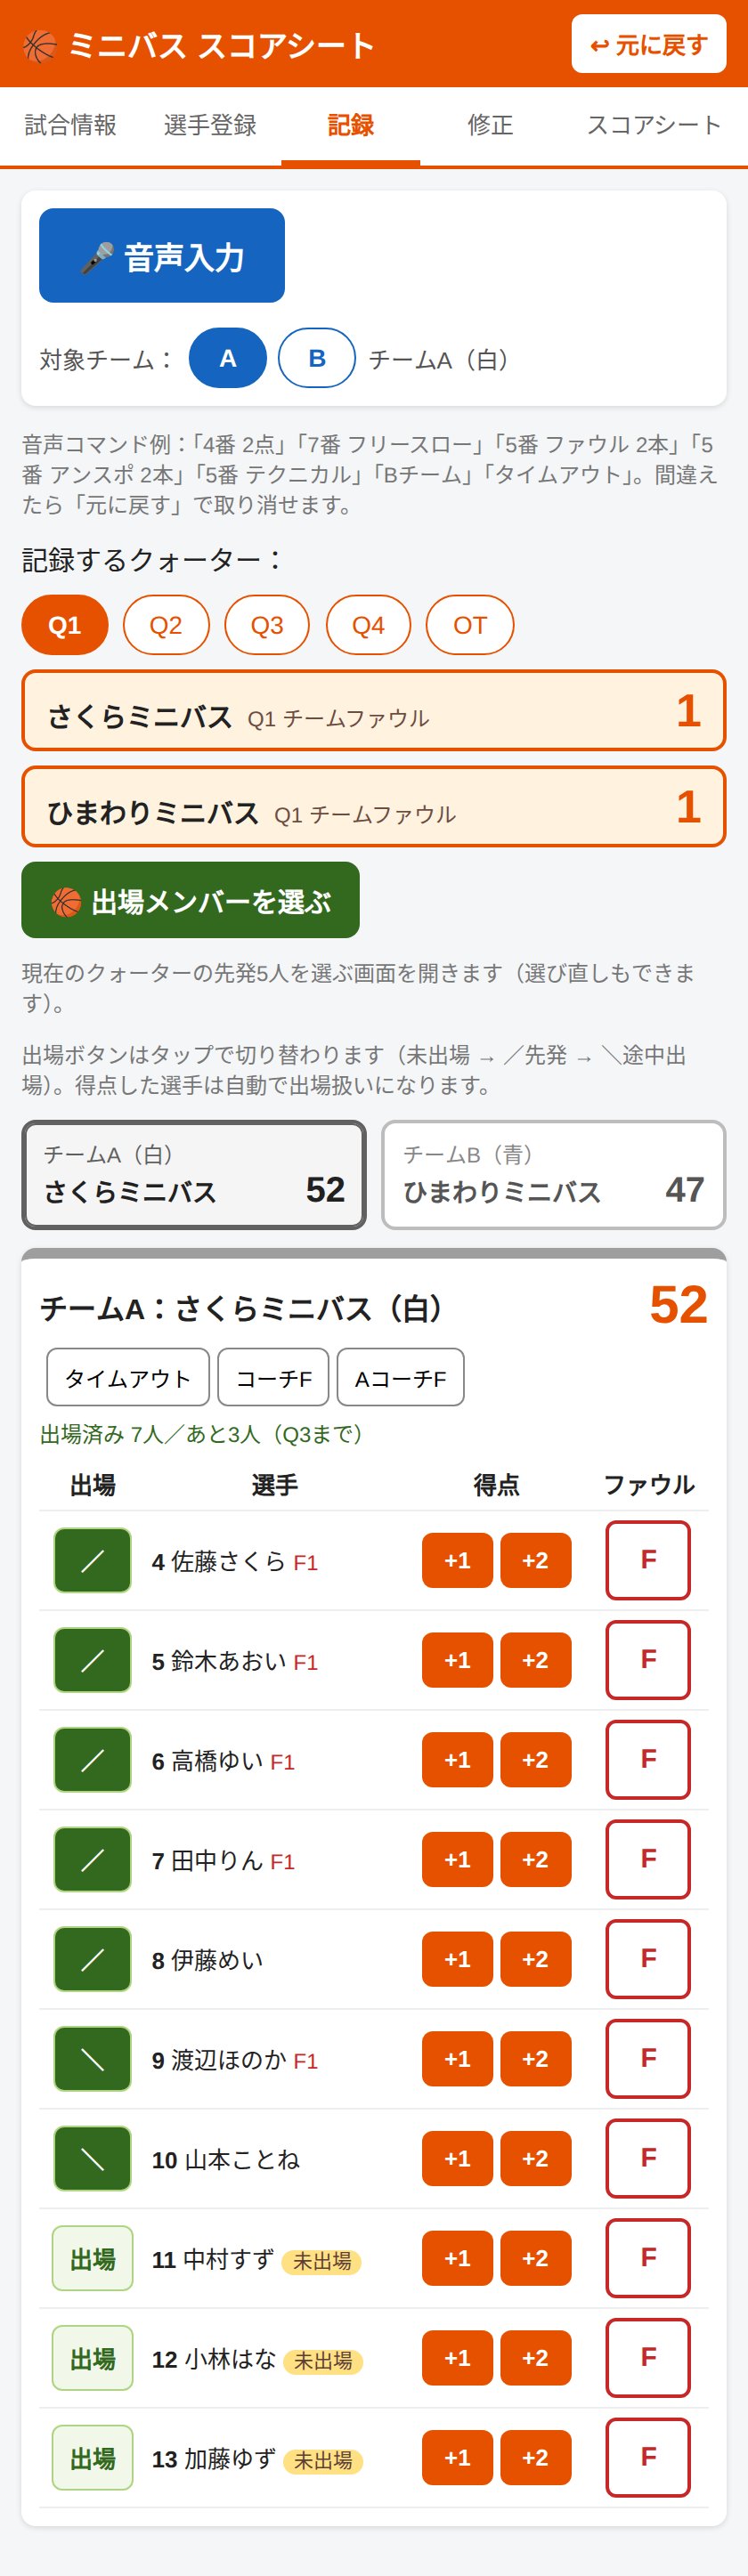 🏀 ミニバス スコアシート
↩ 元に戻す
試合情報 選手登録 記録 修正 スコアシート
🎤 音声入力
対象チーム： A B チームA（白）
音声コマンド例：「4番 2点」「7番 フリースロー」「5番 ファウル 2本」「5
番 アンスポ 2本」「5番 テクニカル」「Bチーム」「タイムアウト」。間違え
たら「元に戻す」で取り消せます。
記録するクォーター：
Q1 Q2 Q3 Q4 OT
さくらミニバス Q1 チームファウル 1
ひまわりミニバス Q1 チームファウル 1
🏀 出場メンバーを選ぶ
現在のクォーターの先発5人を選ぶ画面を開きます（選び直しもできま
す）。
出場ボタンはタップで切り替わります（未出場 → ／先発 → ＼途中出
場）。得点した選手は自動で出場扱いになります。
チームA（白）
さくらミニバス 52
チームB（青）
ひまわりミニバス 47
チームA：さくらミニバス（白） 52
タイムアウト コーチF AコーチF
出場済み 7人／あと3人（Q3まで）
出場 選手 得点 ファウル
／ 4 佐藤さくら F1 +1 +2 F
／ 5 鈴木あおい F1 +1 +2 F
／ 6 高橋ゆい F1 +1 +2 F
／ 7 田中りん F1 +1 +2 F
／ 8 伊藤めい +1 +2 F
＼ 9 渡辺ほのか F1 +1 +2 F
＼ 10 山本ことね +1 +2 F
出場 11 中村すず 未出場 +1 +2 F
出場 12 小林はな 未出場 +1 +2 F
出場 13 加藤ゆず 未出場 +1 +2 F